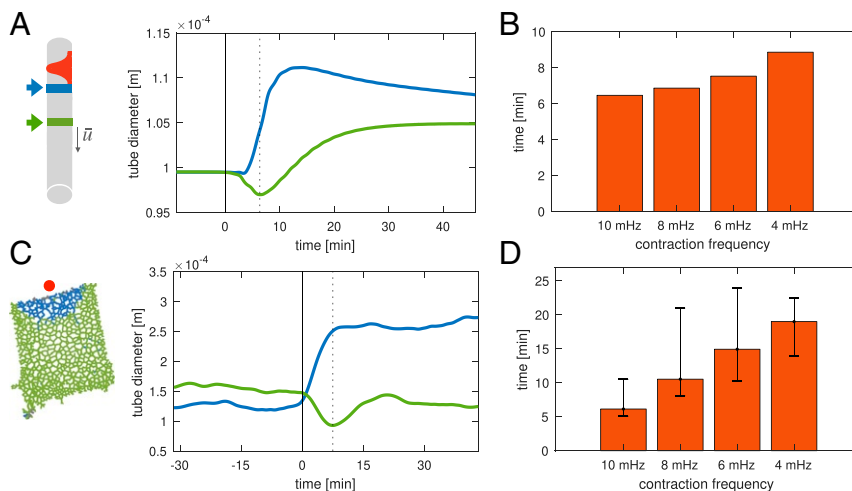 A
ū
×10⁻⁴
1.15
1.1
1.05
1
0.95
tube diameter [m]
0 10 20 30 40
time [min]
B
10
8
6
4
2
0
time [min]
10 mHz 8 mHz 6 mHz 4 mHz
contraction frequency
C
×10⁻⁴
3.5
3
2.5
2
1.5
1
0.5
tube diameter [m]
-30 -15 0 15 30
time [min]
D
25
20
15
10
5
0
time [min]
10 mHz 8 mHz 6 mHz 4 mHz
contraction frequency